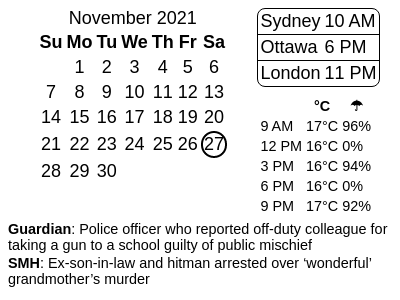 November 2021
Su Mo Tu We Th Fr Sa
1 2 3 4 5 6
7 8 9 10 11 12 13
14 15 16 17 18 19 20
21 22 23 24 25 26 27
28 29 30
Sydney 10 AM
Ottawa 6 PM
London 11 PM
°C ☂
9 AM 17°C 96%
12 PM 16°C 0%
3 PM 16°C 94%
6 PM 16°C 0%
9 PM 17°C 92%
Guardian: Police officer who reported off-duty colleague for
taking a gun to a school guilty of public mischief
SMH: Ex-son-in-law and hitman arrested over ‘wonderful’
grandmother’s murder